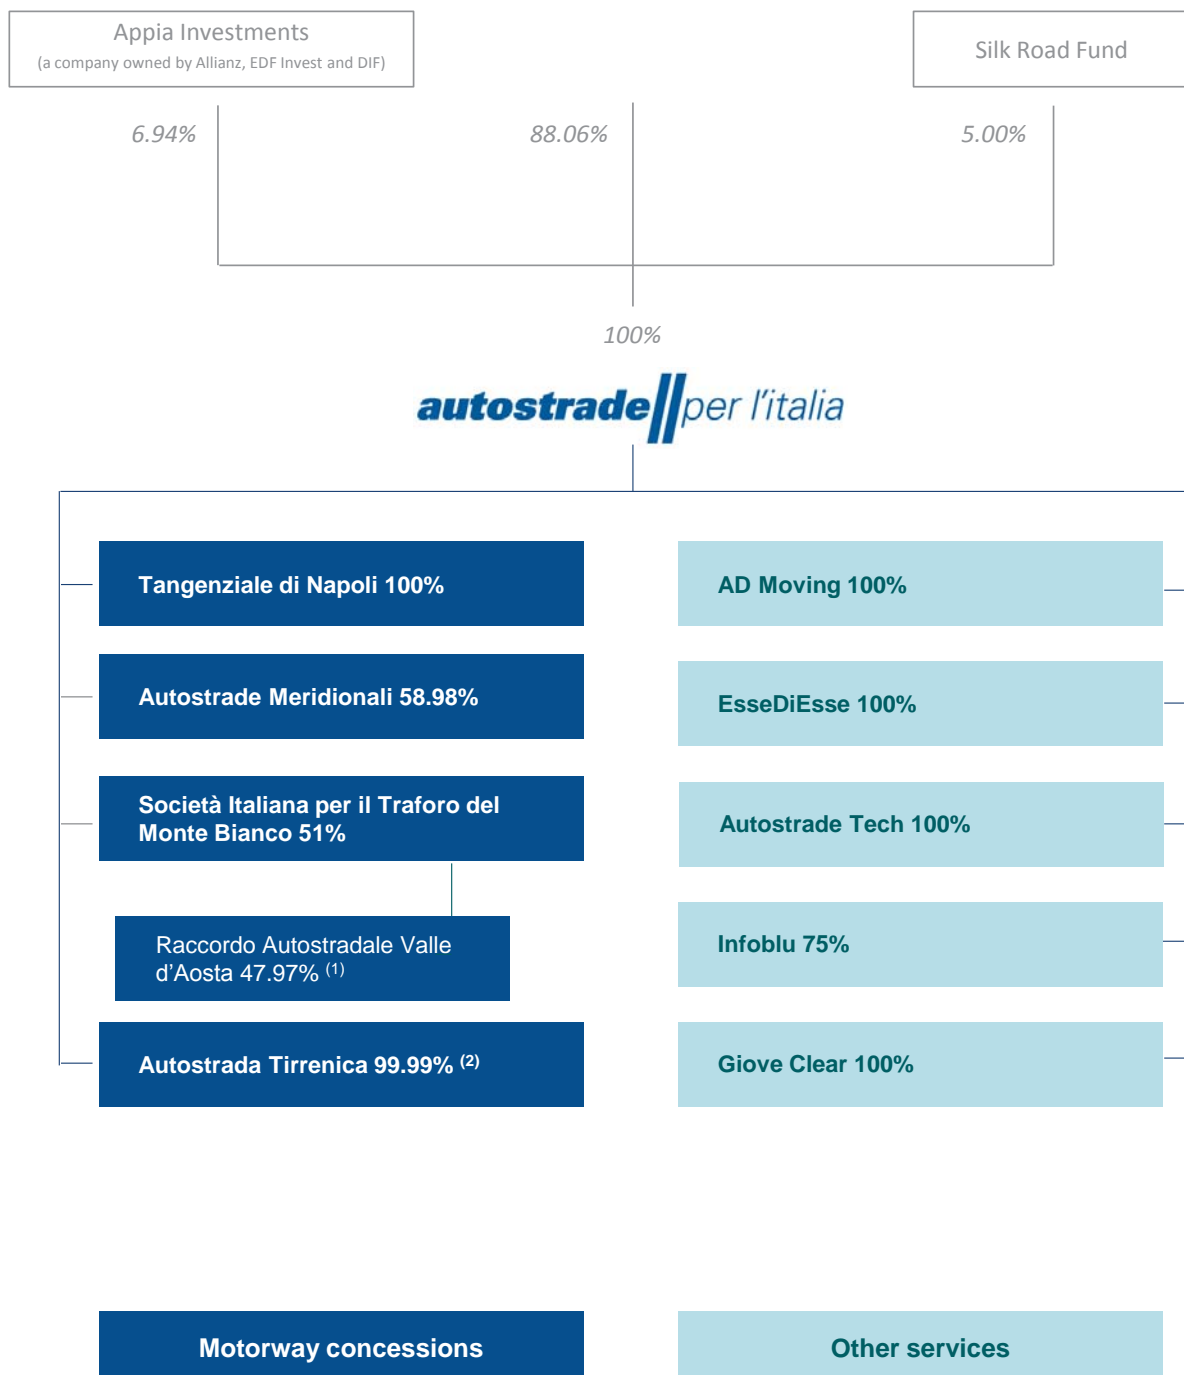 Appia Investments
(a company owned by Allianz, EDF Invest and DIF)
Silk Road Fund
6.94%
88.06%
5.00%
100%
autostrade per l'italia
Tangenziale di Napoli 100%
AD Moving 100%
Autostrade Meridionali 58.98%
EsseDiEsse 100%
Società Italiana per il Traforo del
Monte Bianco 51%
Autostrade Tech 100%
Raccordo Autostradale Valle
d'Aosta 47.97% (1)
Infoblu 75%
Autostrada Tirrenica 99.99% (2)
Giove Clear 100%
Motorway concessions
Other services